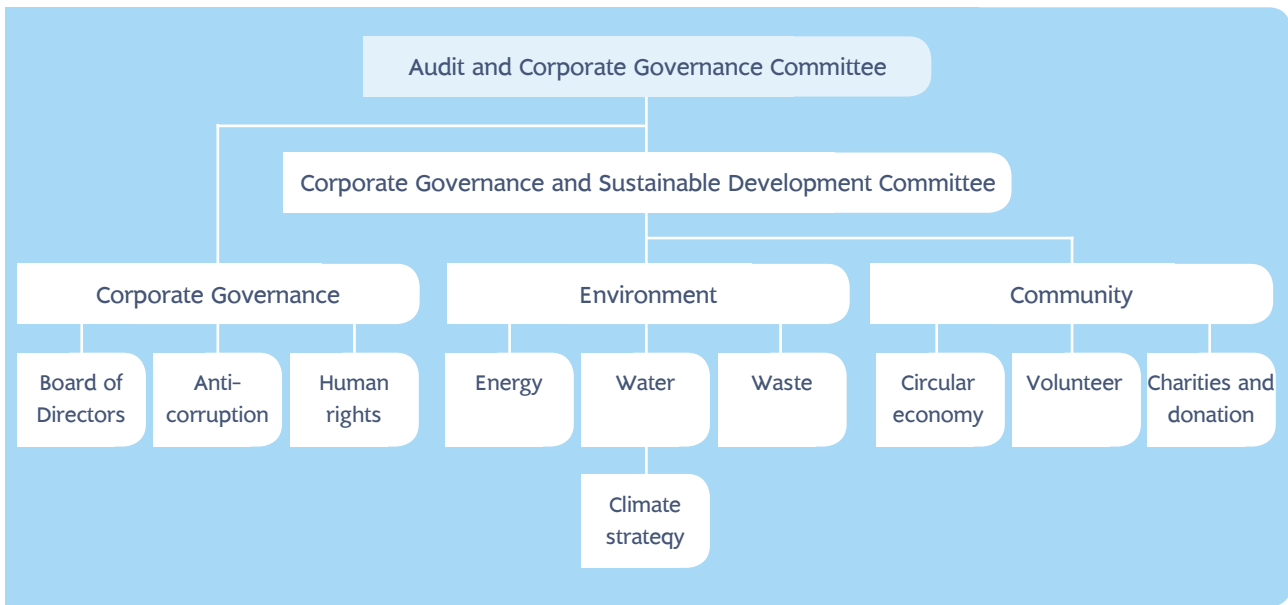 Audit and Corporate Governance Committee
Corporate Governance and Sustainable Development Committee
Corporate Governance
Environment
Community
Board of
Directors
Anti-
corruption
Human
rights
Energy
Water
Waste
Circular
economy
Volunteer
Charities and
donation
Climate
strateqy